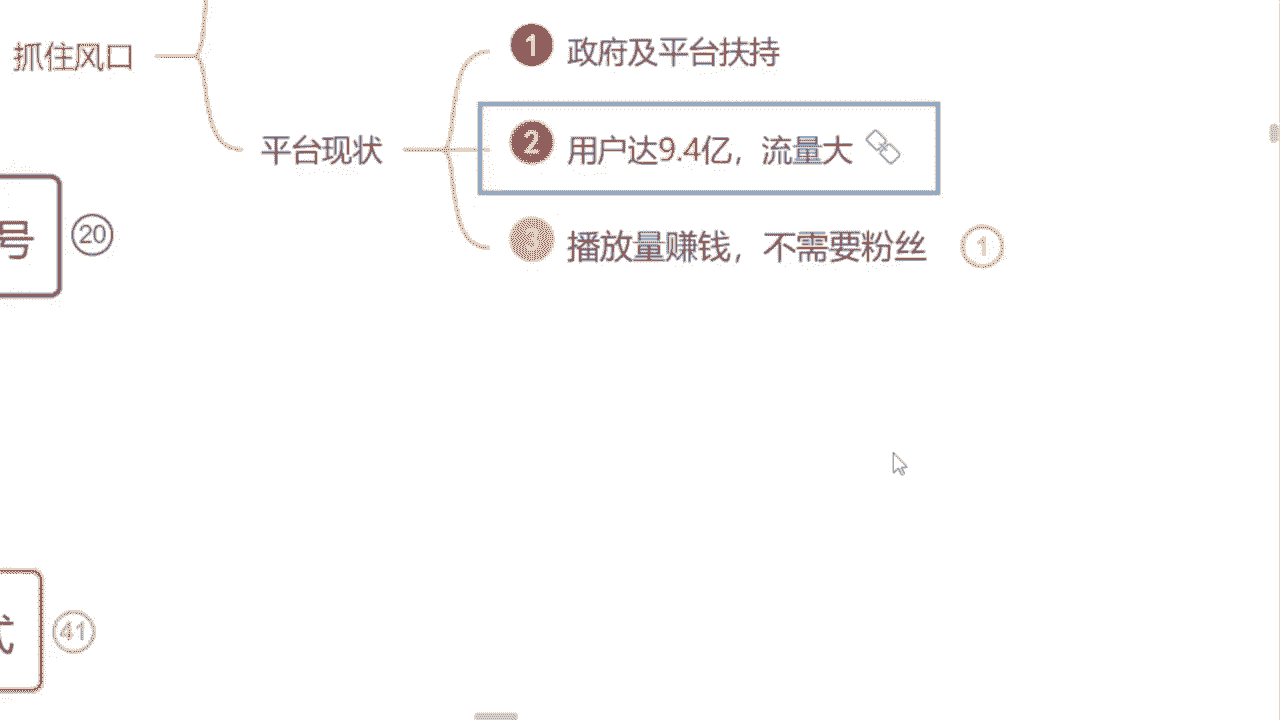 1 政府及平台扶持
抓住风口
平台现状
2 用户达9.4亿，流量大
号 20
3 播放量赚钱，不需要粉丝 1
式 41